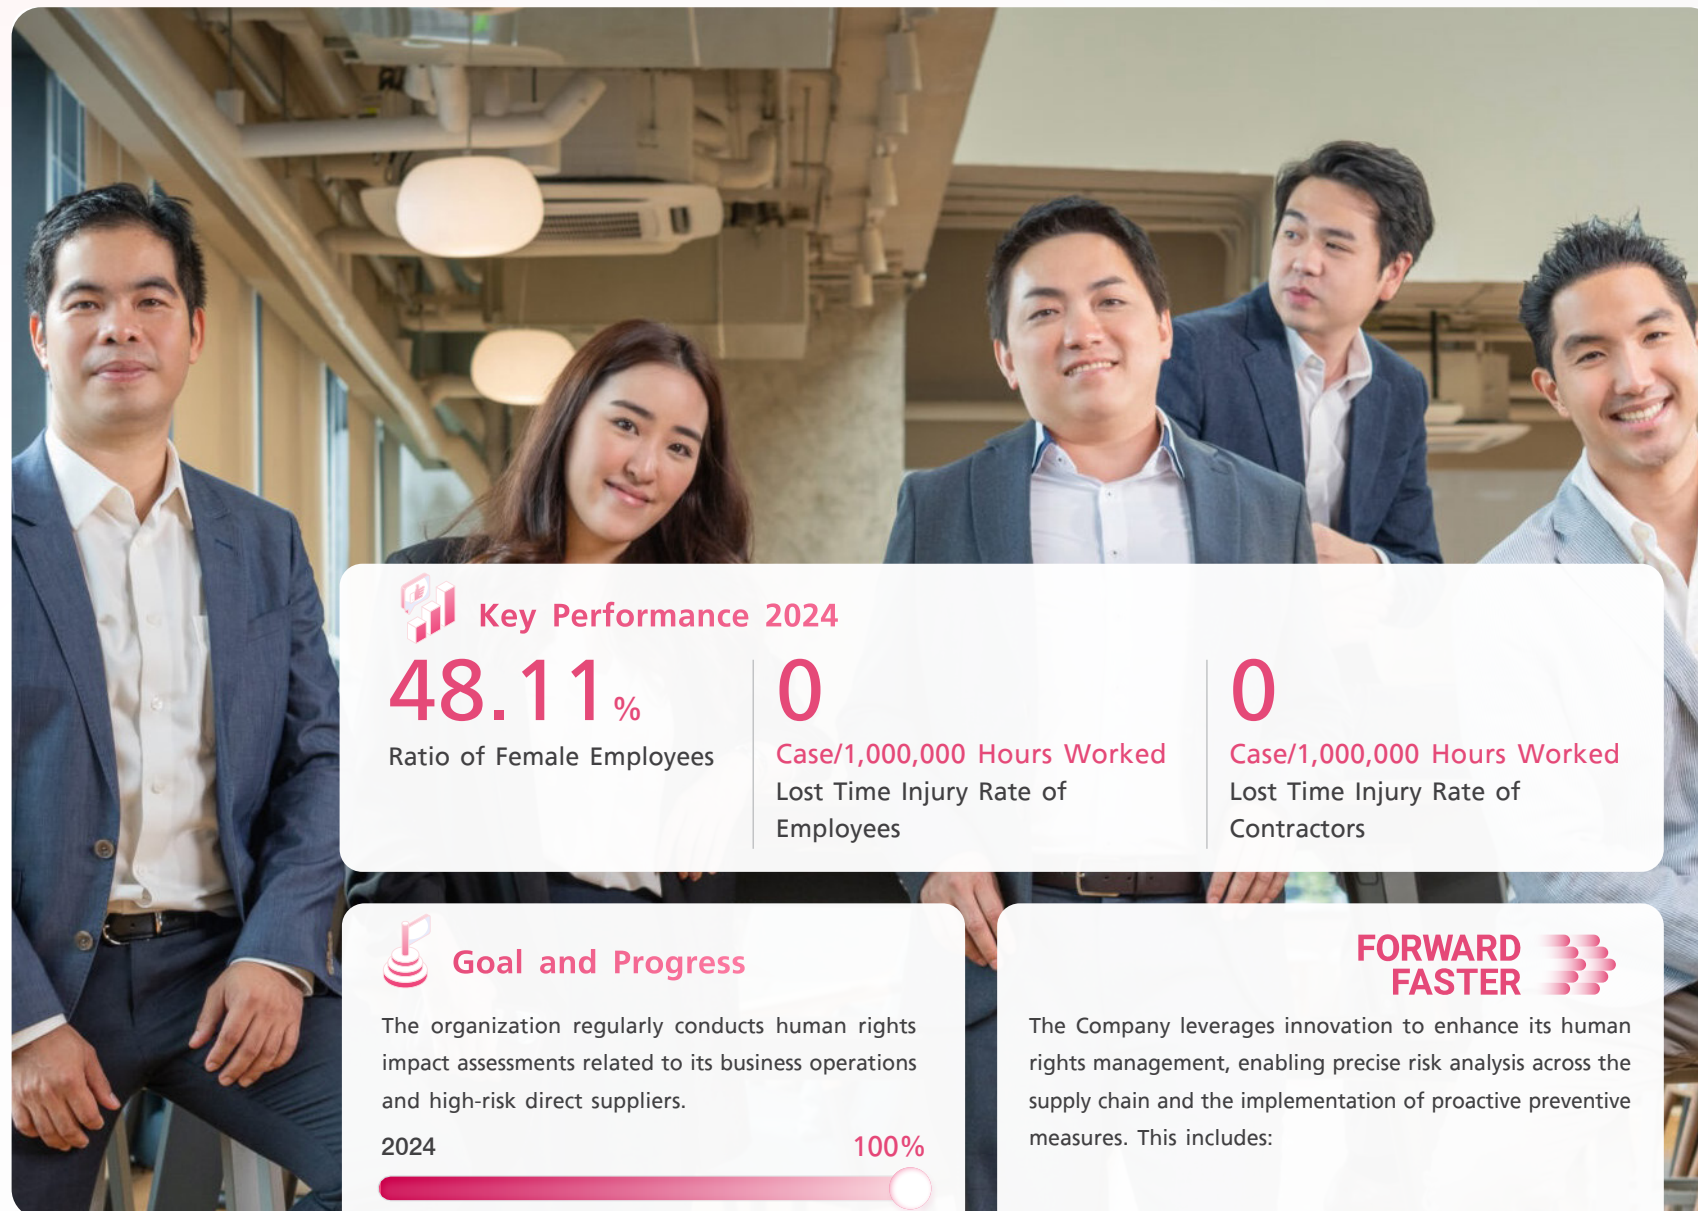 Key Performance 2024
48.11%
Ratio of Female Employees
0
Case/1,000,000 Hours Worked
Lost Time Injury Rate of
Employees
0
Case/1,000,000 Hours Worked
Lost Time Injury Rate of
Contractors
Goal and Progress
The organization regularly conducts human rights
impact assessments related to its business operations
and high-risk direct suppliers.
2024 100%
FORWARD
FASTER
The Company leverages innovation to enhance its human
rights management, enabling precise risk analysis across the
supply chain and the implementation of proactive preventive
measures. This includes: